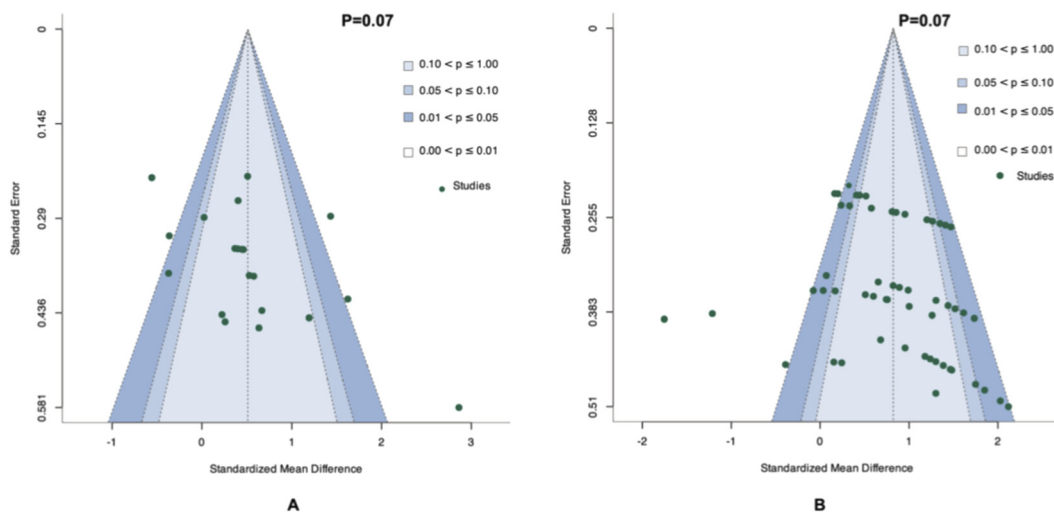 P=0.07
0
0.145
0.29
0.436
0.581
Standard Error
0.10 < p ≤ 1.00
0.05 < p ≤ 0.10
0.01 < p ≤ 0.05
0.00 < p ≤ 0.01
Studies
-1
0
1
2
3
Standardized Mean Difference
A
P=0.07
0
0.128
0.255
0.383
0.51
Standard Error
0.10 < p ≤ 1.00
0.05 < p ≤ 0.10
0.01 < p ≤ 0.05
0.00 < p ≤ 0.01
Studies
-2
-1
0
1
2
Standardized Mean Difference
B